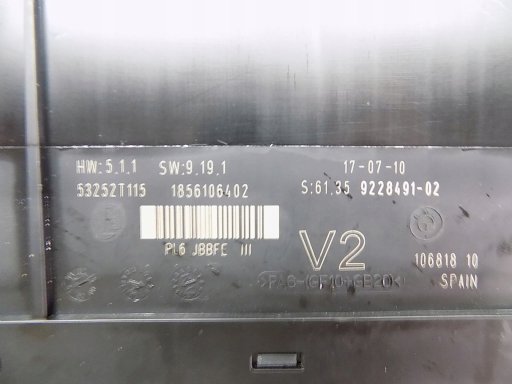 HW:5.1.1 SW:9.19.1 17-07-10
53252T115 1856106402 S:61.35 9228491-02
PL6 JBBFE III
V2
106818 10
SPAIN